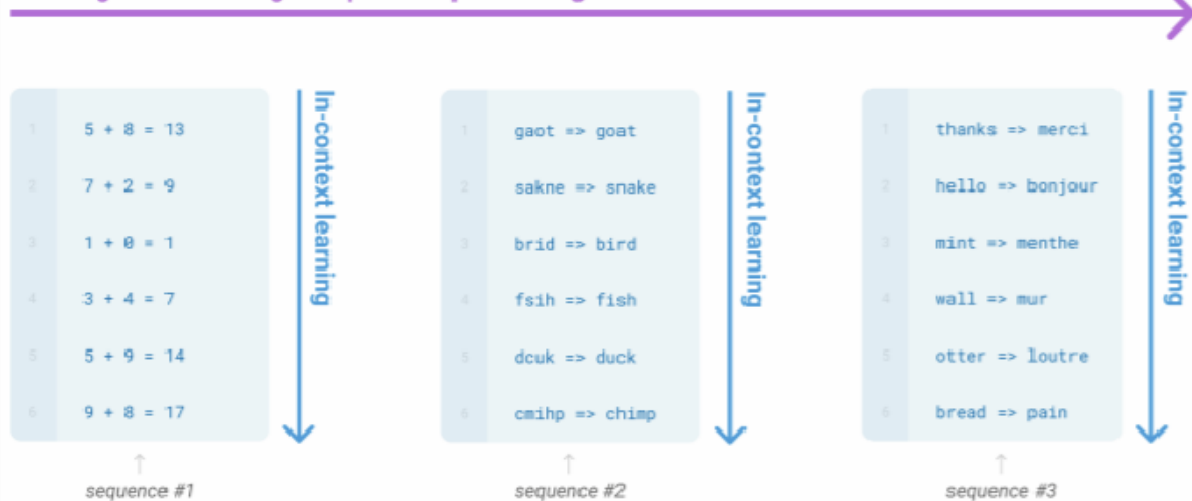 1 5 + 8 = 13
2 7 + 2 = 9
3 1 + 0 = 1
4 3 + 4 = 7
5 5 + 9 = 14
6 9 + 8 = 17
In-context learning
sequence #1
1 gaot => goat
2 sakne => snake
3 brid => bird
4 fsih => fish
5 dcuk => duck
6 cmihp => chimp
In-context learning
sequence #2
1 thanks => merci
2 hello => bonjour
3 mint => menthe
4 wall => mur
5 otter => loutre
6 bread => pain
In-context learning
sequence #3